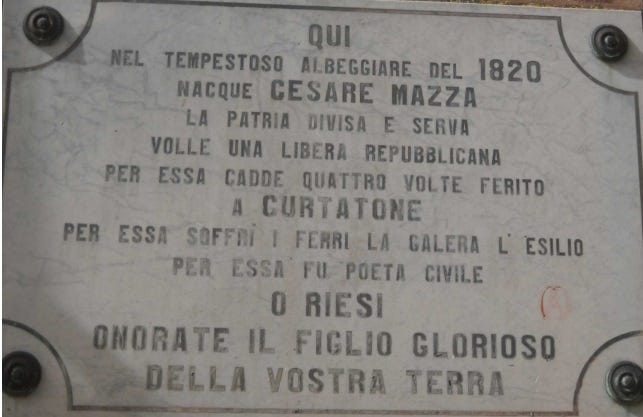 QUI
NEL TEMPESTOSO ALBEGGIARE DEL 1820
NACQUE CESARE MAZZA
LA PATRIA DIVISA E SERVA
VOLLE UNA LIBERA REPUBBLICANA
PER ESSA CADDE QUATTRO VOLTE FERITO
A CURTATONE
PER ESSA SOFFRÌ I FERRI LA GALERA L'ESILIO
PER ESSA FU POETA CIVILE
O RIESI
ONORATE IL FIGLIO GLORIOSO
DELLA VOSTRA TERRA